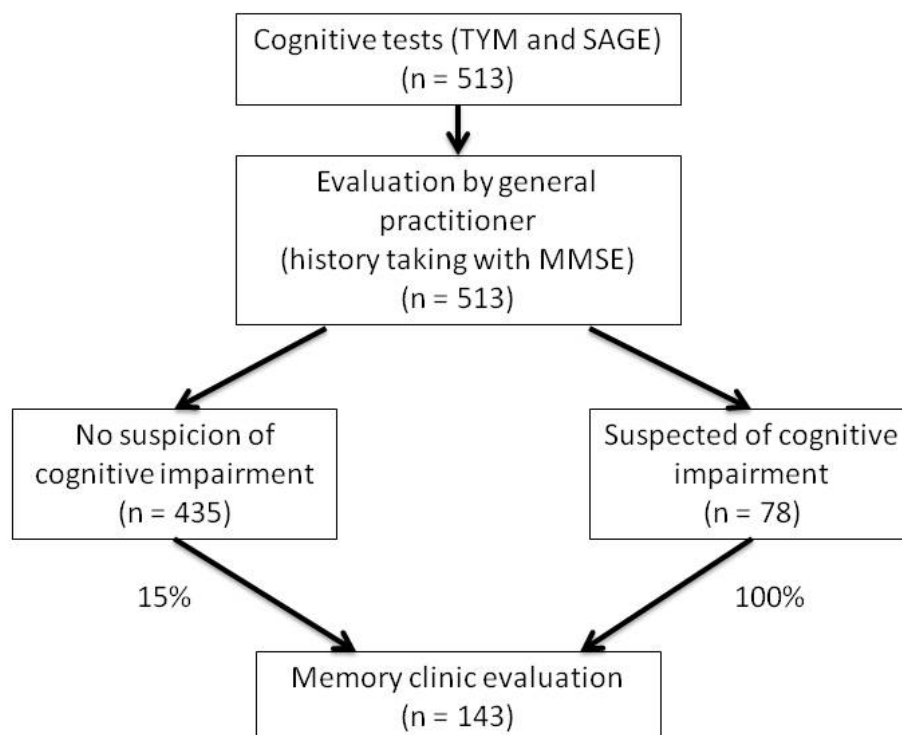 Cognitive tests (TYM and SAGE)
(n = 513)
Evaluation by general
practitioner
(history taking with MMSE)
(n = 513)
No suspicion of
cognitive impairment
(n = 435)
Suspected of cognitive
impairment
(n = 78)
15%
100%
Memory clinic evaluation
(n = 143)